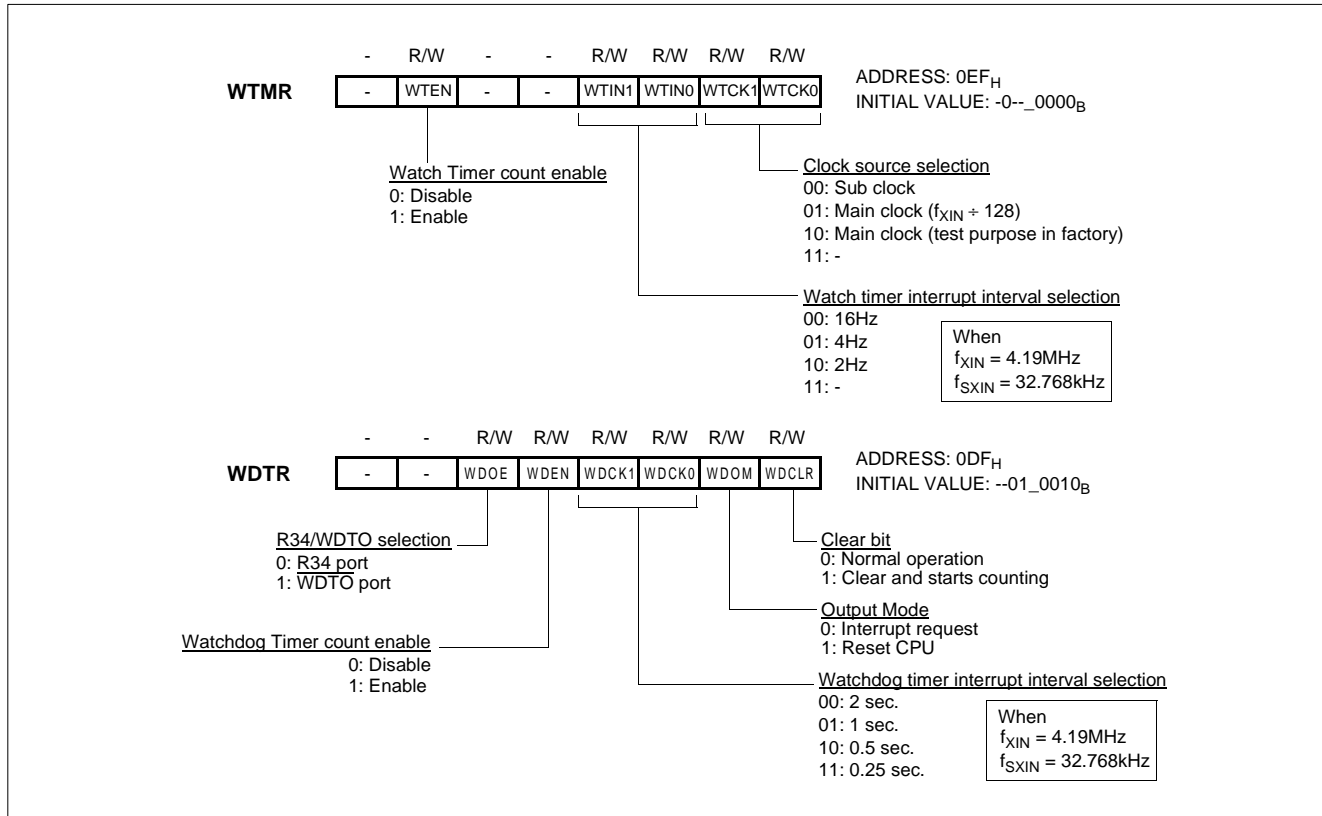 - R/W - - R/W R/W R/W R/W
WTMR - WTEN - - WTIN1 WTIN0 WTCK1 WTCK0
ADDRESS: 0EFH
INITIAL VALUE: -0--_0000B
Watch Timer count enable
0: Disable
1: Enable
Clock source selection
00: Sub clock
01: Main clock (fXIN ÷ 128)
10: Main clock (test purpose in factory)
11: -
Watch timer interrupt interval selection
00: 16Hz
01: 4Hz
10: 2Hz
11: -
When
fXIN = 4.19MHz
fSXIN = 32.768kHz
- - R/W R/W R/W R/W R/W R/W
WDTR - - WDOE WDEN WDCK1 WDCK0 WDOM WDCLR
ADDRESS: 0DFH
INITIAL VALUE: --01_0010B
R34/WDTO selection
0: R34 port
1: WDTO port
Clear bit
0: Normal operation
1: Clear and starts counting
Output Mode
0: Interrupt request
1: Reset CPU
Watchdog Timer count enable
0: Disable
1: Enable
Watchdog timer interrupt interval selection
00: 2 sec.
01: 1 sec.
10: 0.5 sec.
11: 0.25 sec.
When
fXIN = 4.19MHz
fSXIN = 32.768kHz